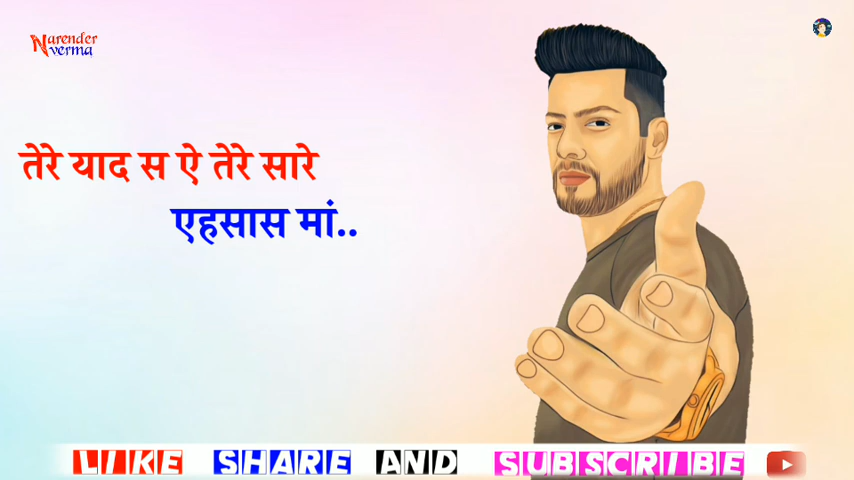 Narender
verma
तेरे याद स ऐ तेरे सारे
एहसास मां..
LIKE SHARE AND SUBSCRIBE